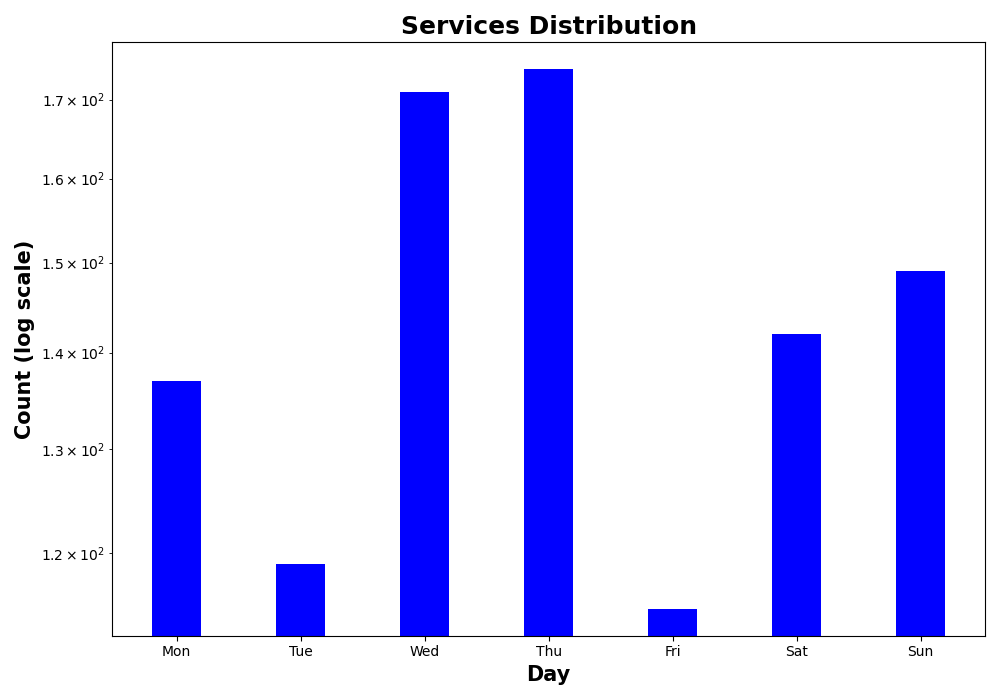 Services Distribution
Count (log scale)
1.7 × 10²
1.6 × 10²
1.5 × 10²
1.4 × 10²
1.3 × 10²
1.2 × 10²
Mon Tue Wed Thu Fri Sat Sun
Day